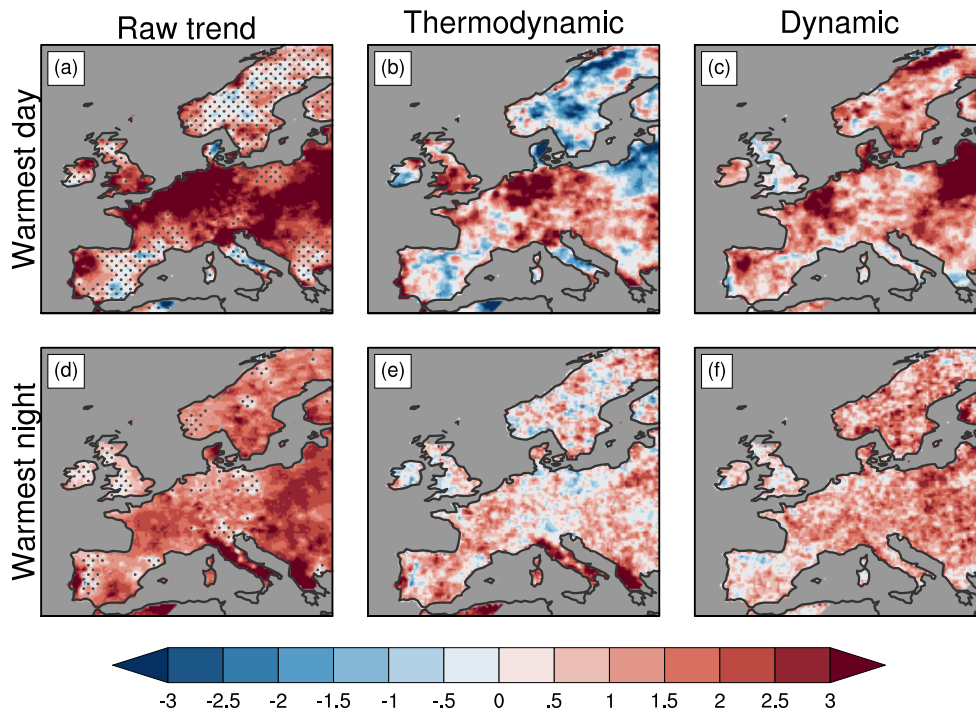 Raw trend
Thermodynamic
Dynamic
Warmest day
(a)
(b)
(c)
Warmest night
(d)
(e)
(f)
-3 -2.5 -2 -1.5 -1 -.5 0 .5 1 1.5 2 2.5 3